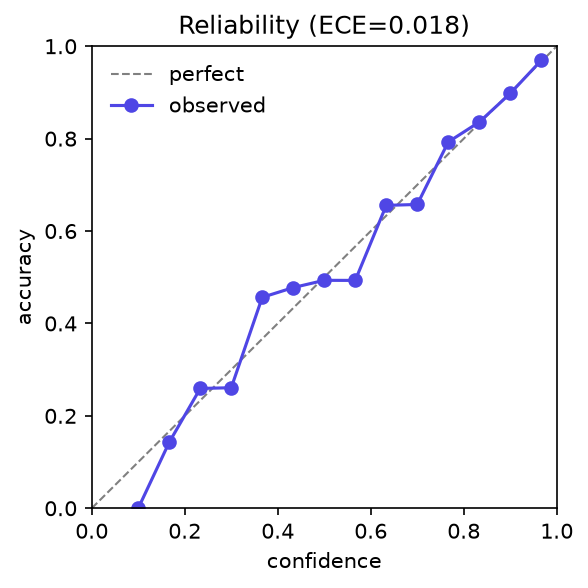 Reliability (ECE=0.018)
perfect
observed
1.0
0.8
0.6
0.4
0.2
0.0
accuracy
0.0 0.2 0.4 0.6 0.8 1.0
confidence